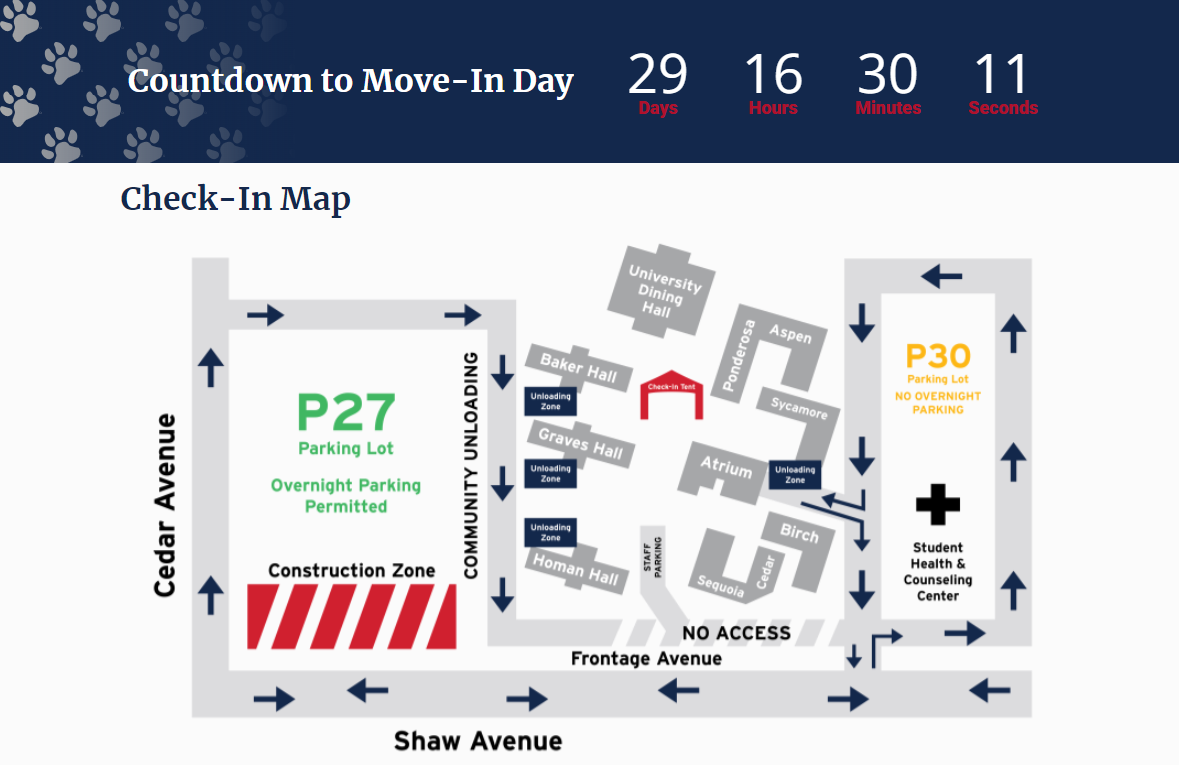 Countdown to Move-In Day
29 16 30 11
Days Hours Minutes Seconds
Check-In Map
University
Dining
Hall
Ponderosa
Aspen
Baker Hall
Unloading
Zone
Check-In Tent
Sycamore
P30
Parking Lot
NO OVERNIGHT
PARKING
P27
Parking Lot
Overnight Parking
Permitted
Cedar Avenue
COMMUNITY UNLOADING
Graves Hall
Unloading
Zone
Atrium
Unloading
Zone
Unloading
Zone
Homan Hall
STAFF
PARKING
Birch
Cedar
Sequoia
Student
Health &
Counseling
Center
Construction Zone
NO ACCESS
Frontage Avenue
Shaw Avenue